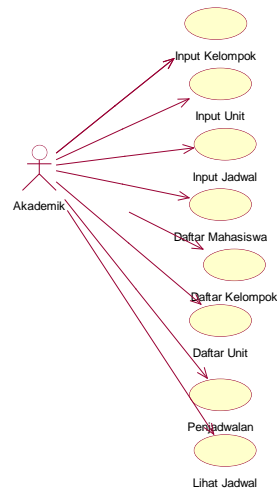 Input Kelompok
Input Unit
Input Jadwal
Akademik
Daftar Mahasiswa
Daftar Kelompok
Daftar Unit
Penjadwalan
Lihat Jadwal